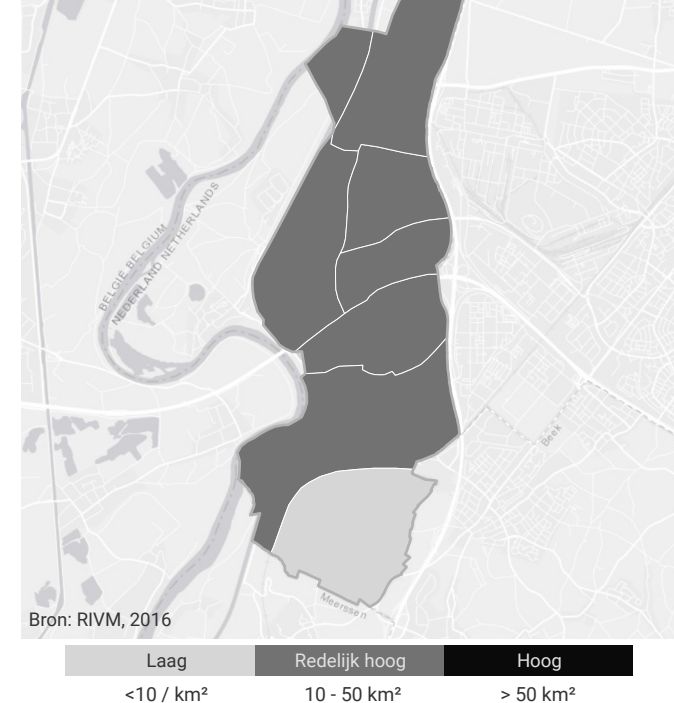 BELGIË BELGIUM
NEDERLAND NETHERLANDS
Beek
Meerssen
Bron: RIVM, 2016
Laag Redelijk hoog Hoog
<10 / km² 10 - 50 km² > 50 km²